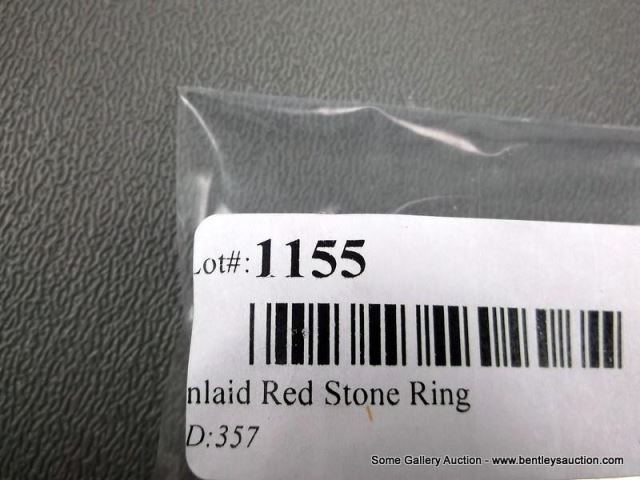 Lot#: 1155
nlaid Red Stone Ring
D:357
Some Gallery Auction - www.bentleysauction.com